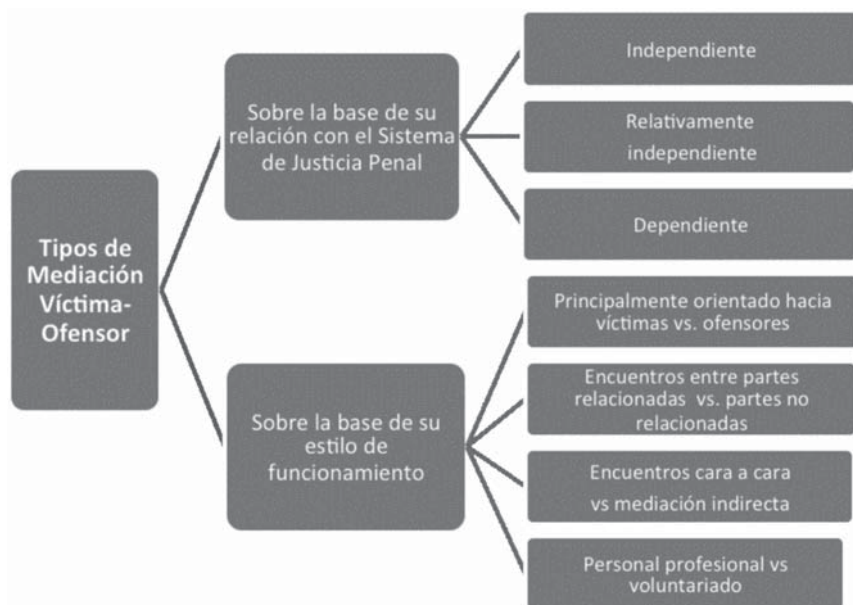 Tipos de
Mediación
Víctima-
Ofensor
Sobre la base de su
relación con el Sistema
de Justicia Penal
Independiente
Relativamente
independiente
Dependiente
Sobre la base de su
estilo de
funcionamiento
Principalmente orientado hacia
víctimas vs. ofensores
Encuentros entre partes
relacionadas vs. partes no
relacionadas
Encuentros cara a cara
vs mediación indirecta
Personal profesional vs
voluntariado